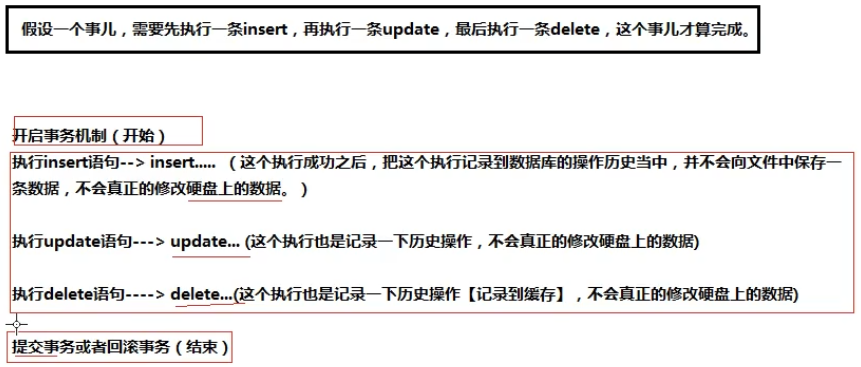 假设一个事儿，需要先执行一条insert，再执行一条update，最后执行一条delete，这个事儿才算完成。
开启事务机制（开始）
执行insert语句--> insert..... （这个执行成功之后，把这个执行记录到数据库的操作历史当中，并不会向文件中保存一
条数据，不会真正的修改硬盘上的数据。）
执行update语句---> update... (这个执行也是记录一下历史操作，不会真正的修改硬盘上的数据)
执行delete语句----> delete...(这个执行也是记录一下历史操作【记录到缓存】，不会真正的修改硬盘上的数据)
提交事务或者回滚事务（结束）